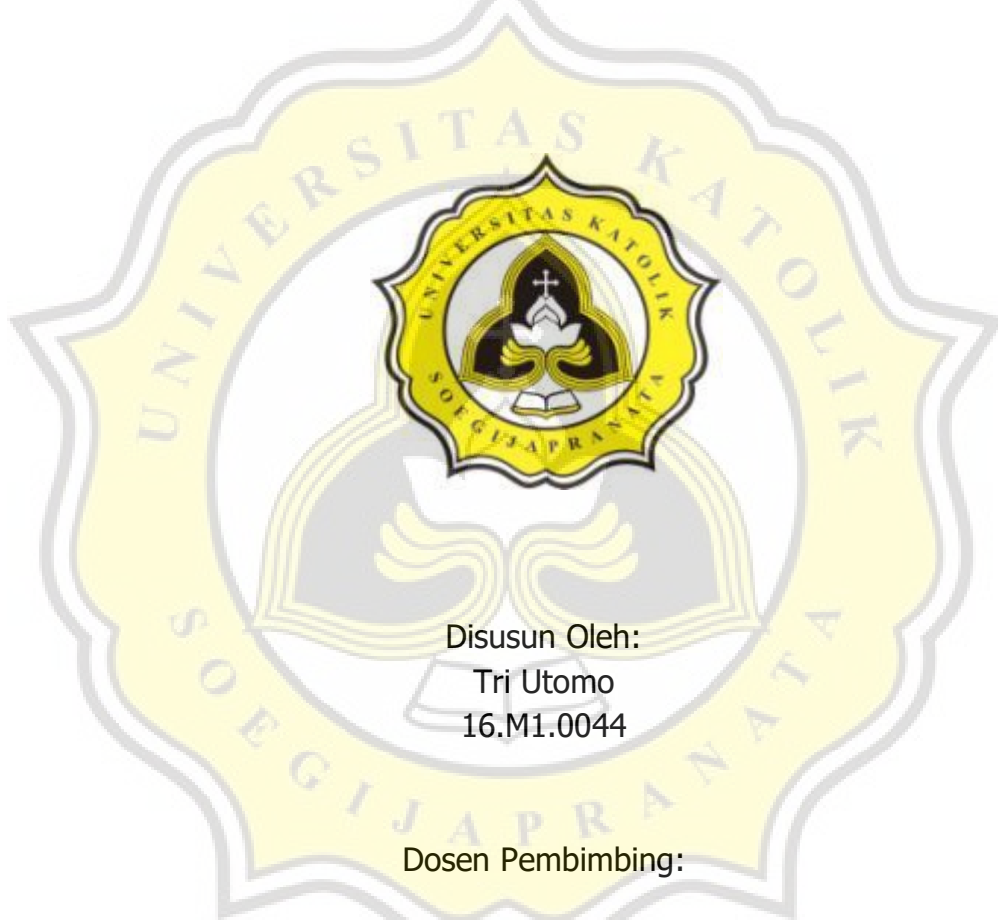 UNIVERSITAS KATOLIK
SOEGIJAPRANATA
UNIVERSITAS KATOLIK
SOEGIJAPRANATA
Disusun Oleh:
Tri Utomo
16.M1.0044
Dosen Pembimbing: